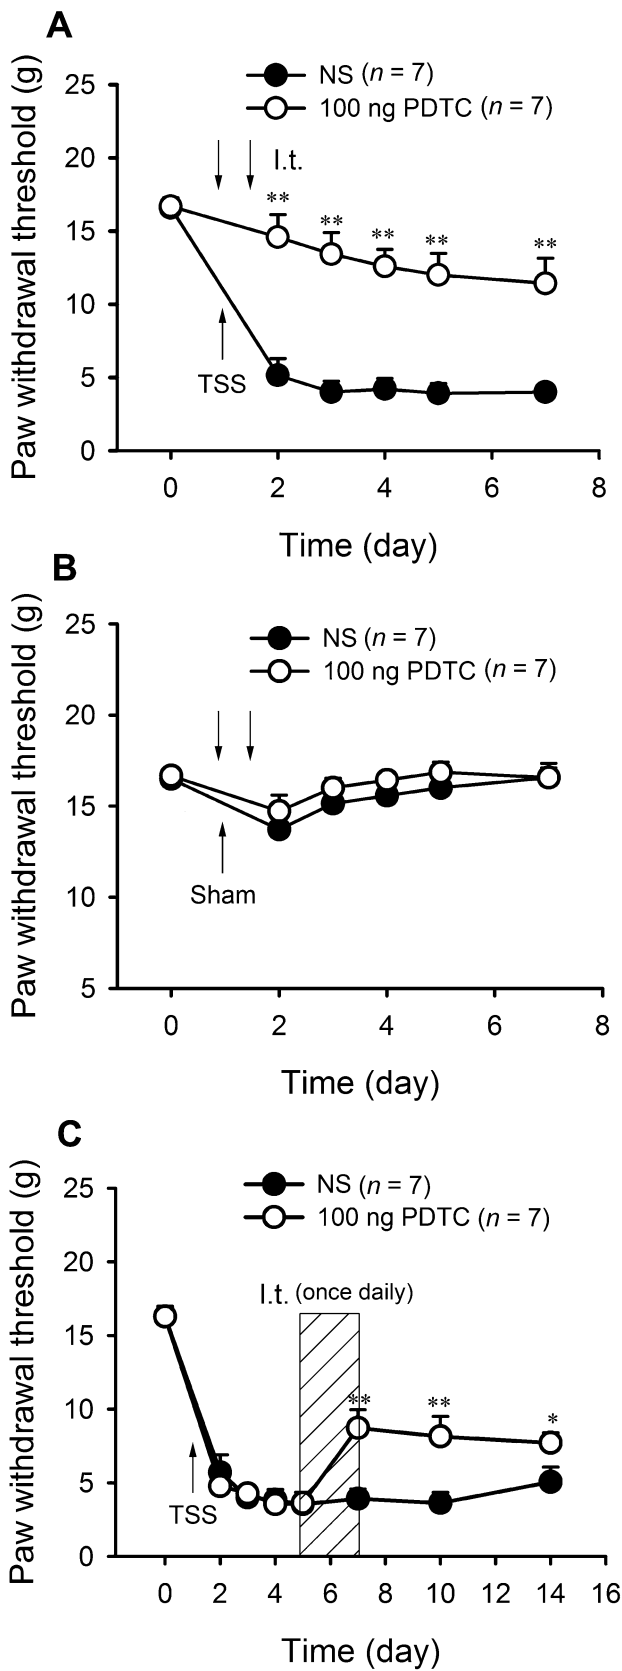 A
NS (n = 7)
100 ng PDTC (n = 7)
Paw withdrawal threshold (g)
25
20
15
10
5
0
I.t.
**
**
**
**
**
TSS
0 2 4 6 8
Time (day)
B
NS (n = 7)
100 ng PDTC (n = 7)
Paw withdrawal threshold (g)
25
20
15
10
5
Sham
0 2 4 6 8
Time (day)
C
NS (n = 7)
100 ng PDTC (n = 7)
Paw withdrawal threshold (g)
25
20
15
10
5
0
I.t. (once daily)
**
**
*
TSS
0 2 4 6 8 10 12 14 16
Time (day)